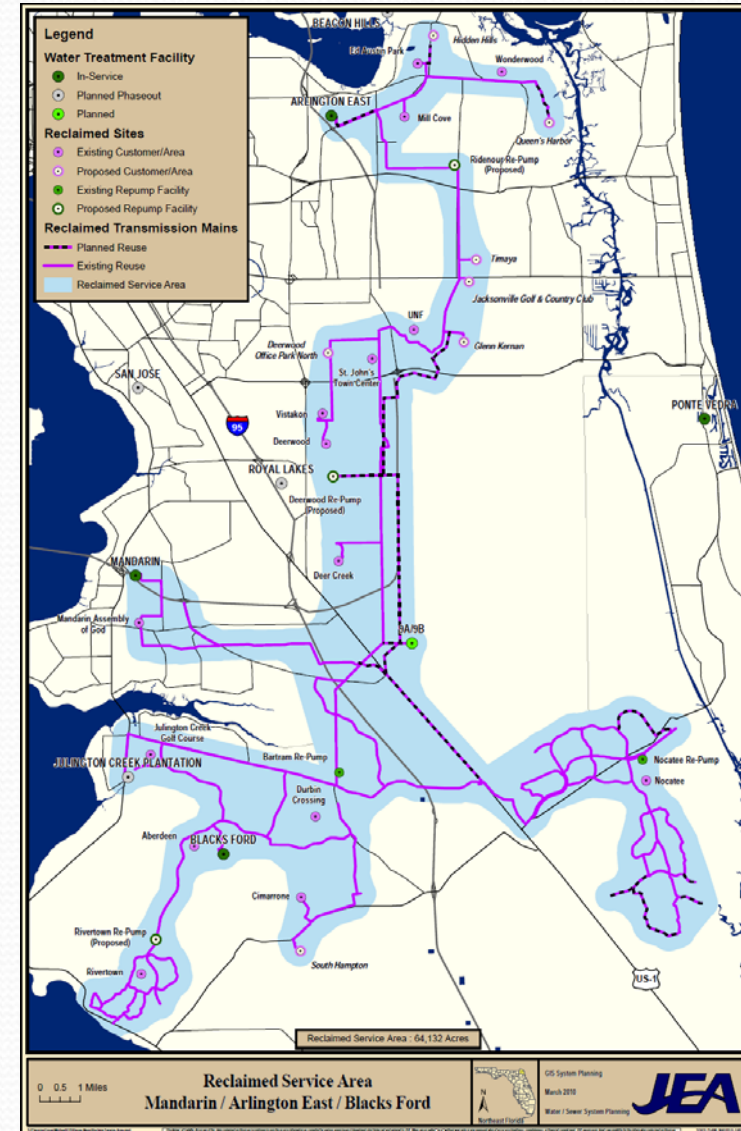 Legend
Water Treatment Facility
In-Service
Planned Phaseout
Planned
Reclaimed Sites
Existing Customer/Area
Proposed Customer/Area
Existing Repump Facility
Proposed Repump Facility
Reclaimed Transmission Mains
Planned Reuse
Existing Reuse
Reclaimed Service Area
BEACON HILLS
Hidden Hills
Ed Austin Park
Wonderwood
ARLINGTON EAST
Mill Cove
Queen's Harbor
Ridenour Re-Pump
(Proposed)
Timaya
Jacksonville Golf & Country Club
UNF
Glenn Kernan
Deerwood
Office Park North
St. John's
Town Center
SAN JOSE
Vistakon
95
Deerwood
PONTE VEDRA
ROYAL LAKES
Deerwood Re-Pump
(Proposed)
Deer Creek
MANDARIN
Mandarin Assembly
of God
9A/9B
Julington Creek
Golf Course
JULINGTON CREEK PLANTATION
Bartram Re-Pump
Nocatee Re-Pump
Nocatee
Durbin
Crossing
Aberdeen
BLACKS FORD
Cimarrone
Rivertown Re-Pump
(Proposed)
South Hampton
Rivertown
US-1
Reclaimed Service Area : 64,132 Acres
0 0.5 1 Miles
Reclaimed Service Area
Mandarin / Arlington East / Blacks Ford
N
Northeast Florida
GIS System Planning
March 2010
Water / Sewer System Planning
JEA